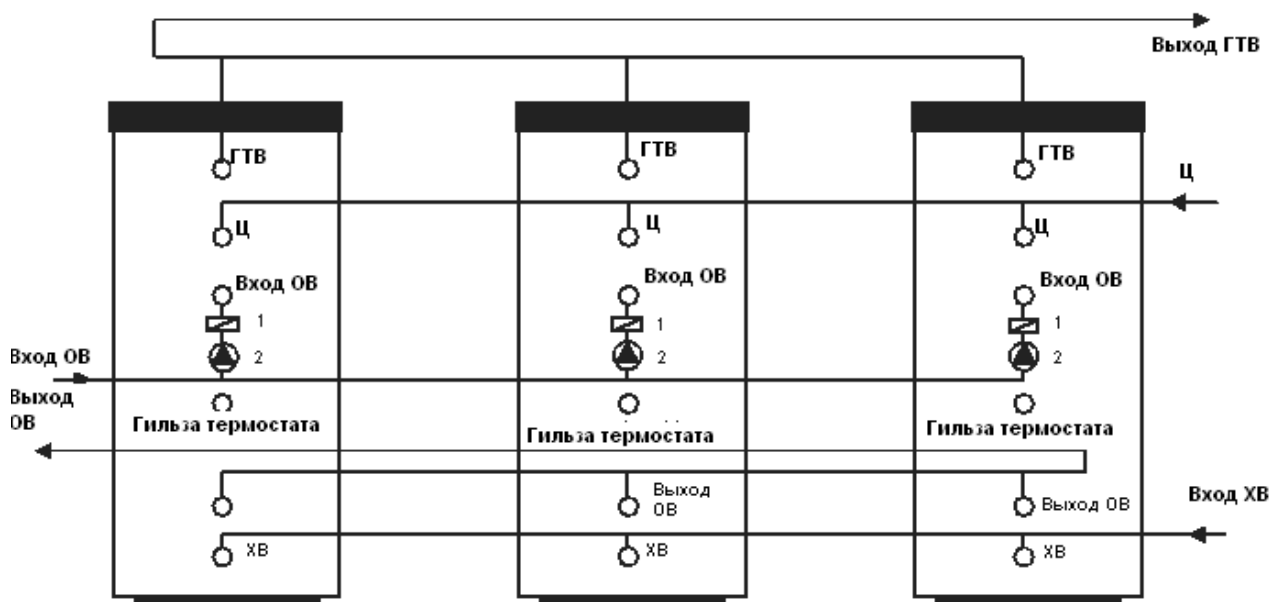 Выход ГТВ
ГТВ
ГТВ
ГТВ
Ц
Ц
Ц
Ц
Вход ОВ
Вход ОВ
Вход ОВ
1
1
1
Вход ОВ
2
2
2
Выход
ОВ
Гильза термостата
Гильза термостата
Гильза термостата
Выход
ОВ
Выход ОВ
Вход ХВ
ХВ
ХВ
ХВ